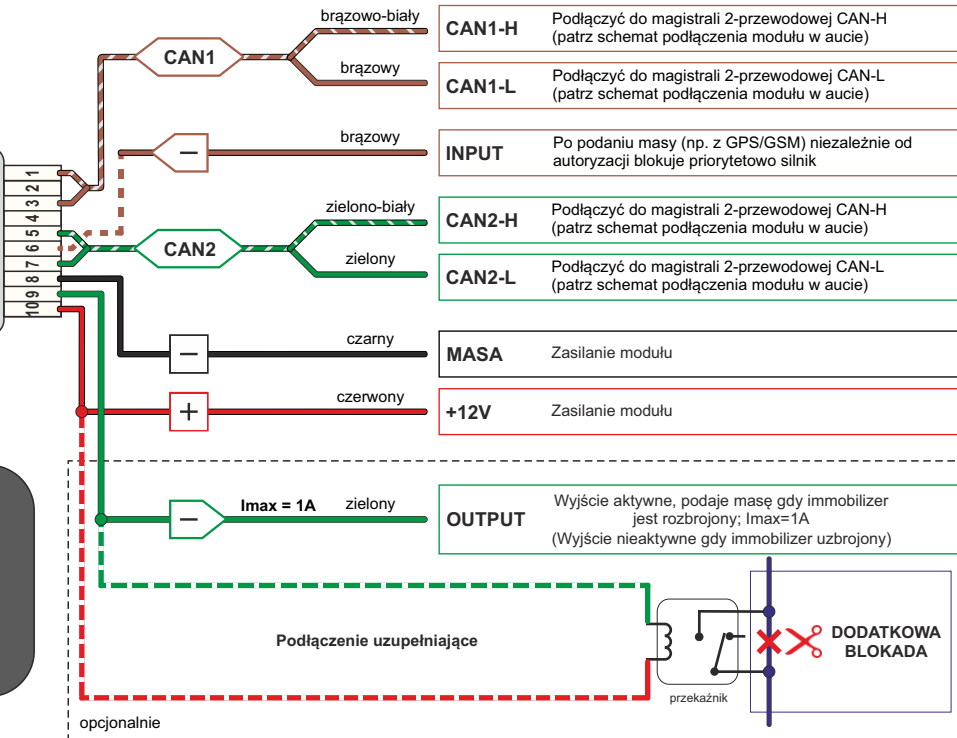 brązowo-biały
CAN1-H
Podłączyć do magistrali 2-przewodowej CAN-H
(patrz schemat podłączenia modułu w aucie)
CAN1
brązowy
CAN1-L
Podłączyć do magistrali 2-przewodowej CAN-L
(patrz schemat podłączenia modułu w aucie)
brązowy
−
INPUT
Po podaniu masy (np. z GPS/GSM) niezależnie od
autoryzacji blokuje priorytetowo silnik
1
2
3
4
5
6
7
8
9
10
zielono-biały
CAN2-H
Podłączyć do magistrali 2-przewodowej CAN-H
(patrz schemat podłączenia modułu w aucie)
CAN2
zielony
CAN2-L
Podłączyć do magistrali 2-przewodowej CAN-L
(patrz schemat podłączenia modułu w aucie)
czarny
−
MASA
Zasilanie modułu
czerwony
+
+12V
Zasilanie modułu
Imax = 1A
zielony
−
OUTPUT
Wyjście aktywne, podaje masę gdy immobilizer
jest rozbrojony; Imax=1A
(Wyjście nieaktywne gdy immobilizer uzbrojony)
Podłączenie uzupełniające
DODATKOWA
BLOKADA
przekaźnik
opcjonalnie